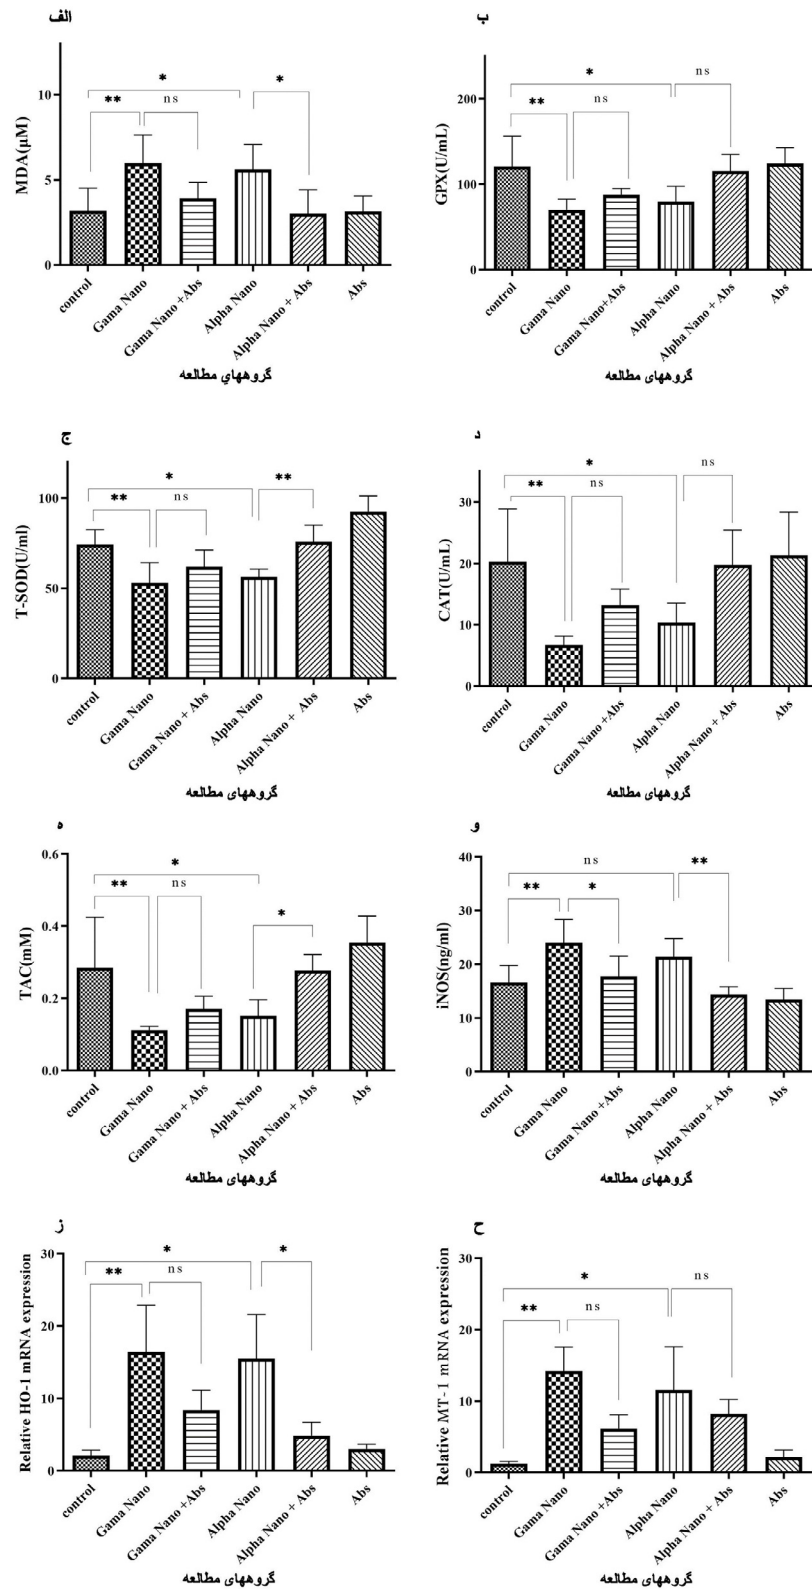 الف
MDA(µM)
10
5
0
*
**
ns
*
control
Gama Nano
Gama Nano +Abs
Alpha Nano
Alpha Nano + Abs
Abs
گروههاي مطالعه
ب
GPX(U/mL)
200
100
0
*
**
ns
ns
control
Gama Nano
Gama Nano+Abs
Alpha Nano
Alpha Nano + Abs
Abs
گروههای مطالعه
ج
T-SOD(U/ml)
100
50
0
*
**
ns
**
control
Gama Nano
Gama Nano + Abs
Alpha Nano
Alpha Nano + Abs
Abs
گروههای مطالعه
د
CAT(U/mL)
30
20
10
0
*
**
ns
ns
control
Gama Nano
Gama Nano +Abs
Alpha Nano
Alpha Nano + Abs
Abs
گروههای مطالعه
ه
TAC(mM)
0.6
0.4
0.2
0.0
*
**
ns
*
control
Gama Nano
Gama Nano + Abs
Alpha Nano
Alpha Nano + Abs
Abs
گروههای مطالعه
و
iNOS(ng/ml)
40
30
20
10
0
ns
**
*
**
control
Gama Nano
Gama Nano +Abs
Alpha Nano
Alpha Nano + Abs
Abs
گروههای مطالعه
ز
Relative HO-1 mRNA expression
30
20
10
0
*
**
ns
*
control
Gama Nano
Gama Nano +Abs
Alpha Nano
Alpha Nano + Abs
Abs
گروههای مطالعه
ح
Relative MT-1 mRNA expression
30
20
10
0
*
**
ns
ns
control
Gama Nano
Gama Nano +Abs
Alpha Nano
Alpha Nano + Abs
Abs
گروههای مطالعه